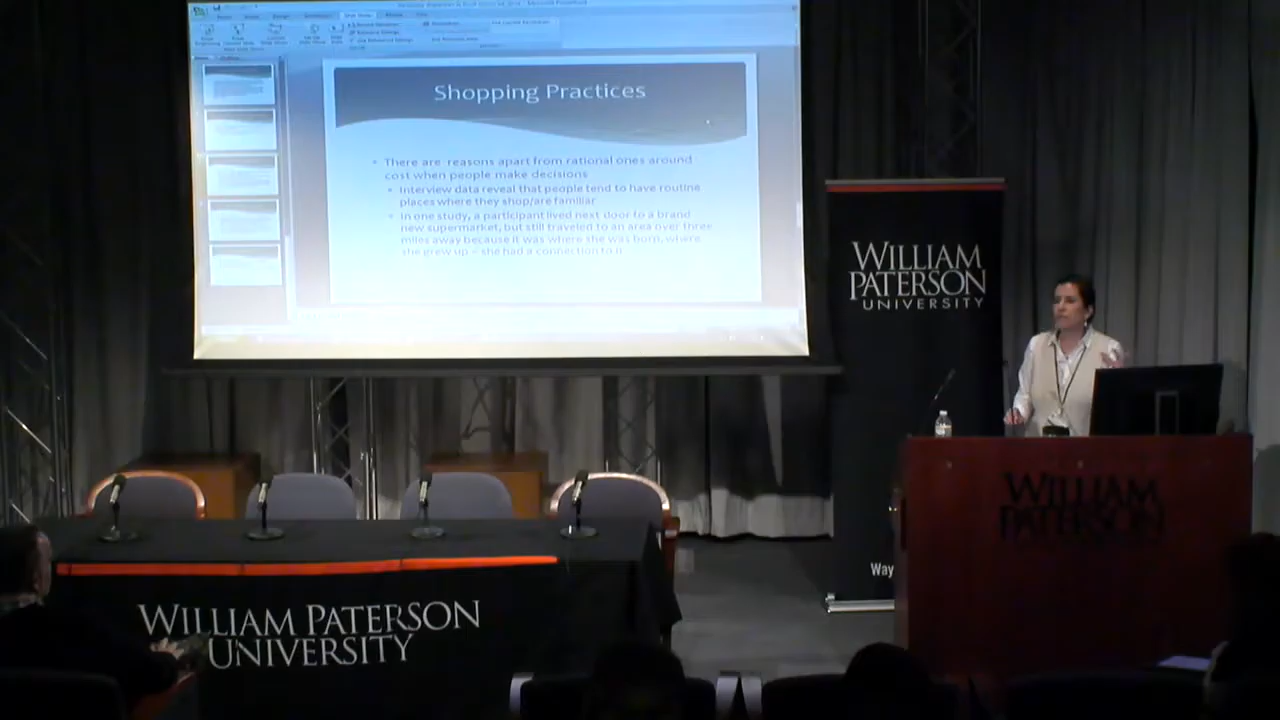 Shopping Practices
• There are reasons apart from rational ones around
cost when people make decisions
• Interview data reveal that people tend to have routine
places where they shop/are familiar
• In one study, a participant lived next door to a brand
new supermarket, but still traveled to an area over three
miles away because it was where she was born, where
she grew up – she had a connection to it
WILLIAM
PATERSON
UNIVERSITY
Way
WILLIAM
PATERSON
WILLIAM PATERSON
UNIVERSITY